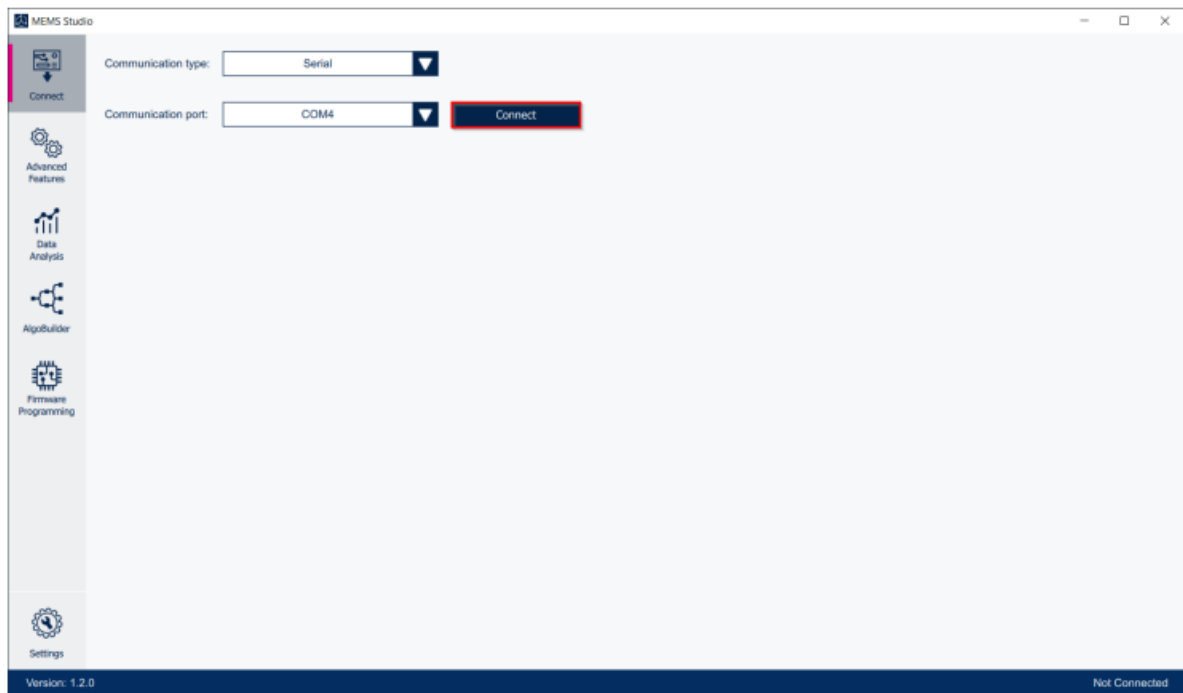 MEMS Studio
Connect
Communication type:
Serial
Communication port:
COM4
Connect
Advanced
Features
Data
Analysis
AlgoBuilder
Firmware
Programming
Settings
Version: 1.2.0
Not Connected